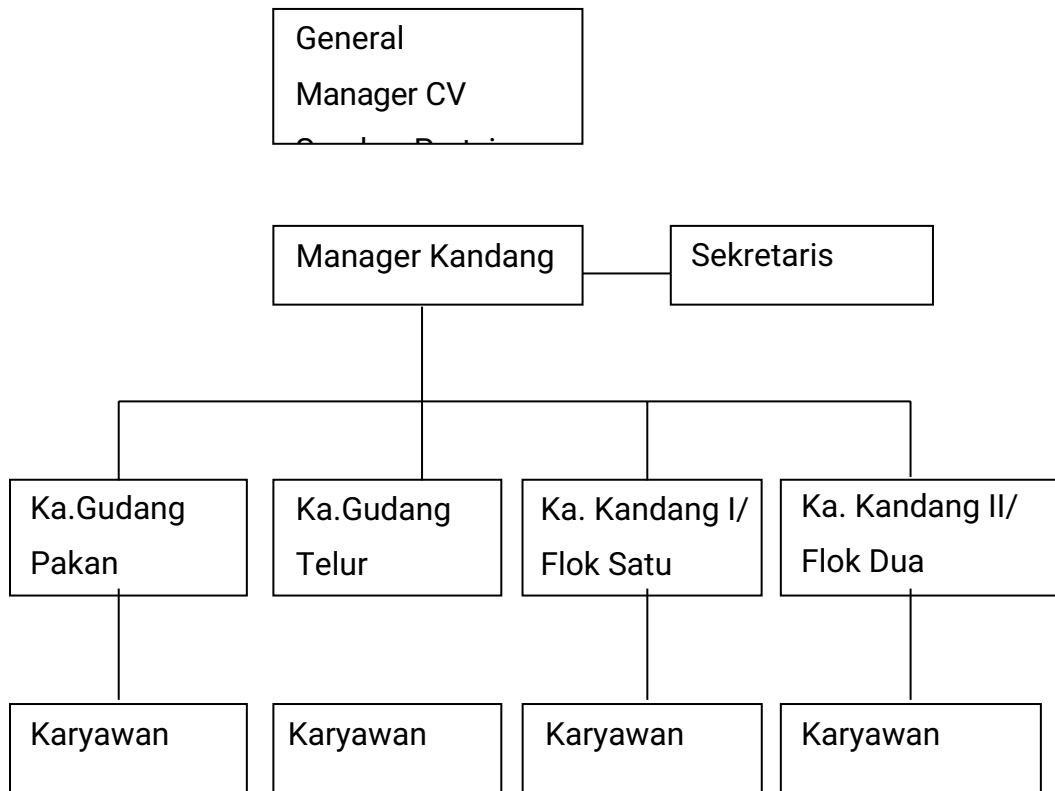 General
Manager CV
Manager Kandang
Sekretaris
Ka.Gudang
Pakan
Ka.Gudang
Telur
Ka. Kandang I/
Flok Satu
Ka. Kandang II/
Flok Dua
Karyawan
Karyawan
Karyawan
Karyawan